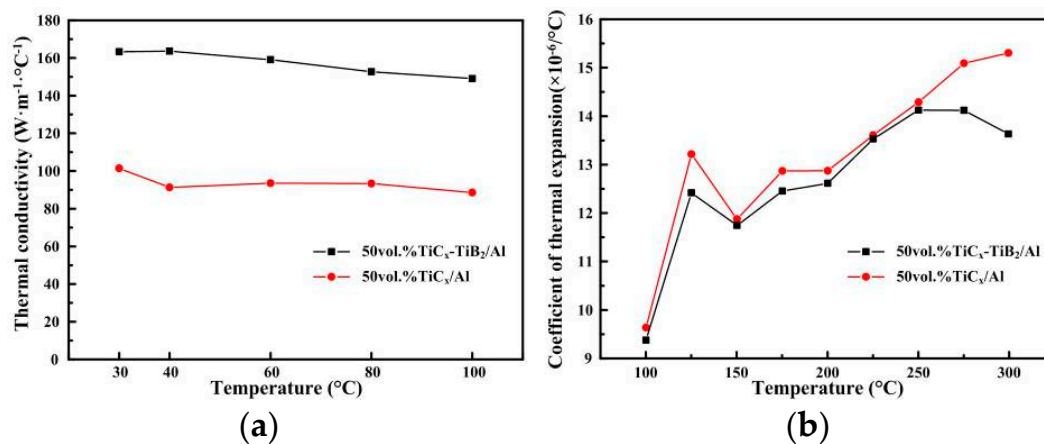 Thermal conductivity (W·m⁻¹·°C⁻¹)
180
160
140
120
100
80
60
40
20
0
50vol.%TiCₓ-TiB₂/Al
50vol.%TiCₓ/Al
30 40 60 80 100
Temperature (°C)
(a)
Coefficient of thermal expansion(×10⁻⁶/°C)
16
15
14
13
12
11
10
9
50vol.%TiCₓ-TiB₂/Al
50vol.%TiCₓ/Al
100 150 200 250 300
Temperature (°C)
(b)